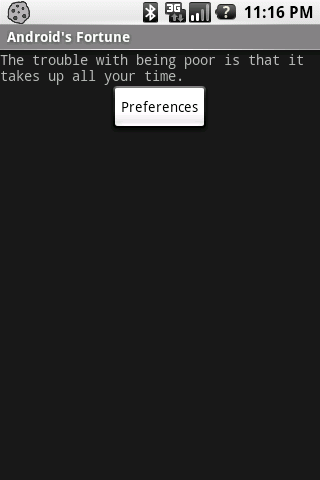 3G
?
11:16 PM
Android's Fortune
The trouble with being poor is that it
takes up all your time.
Preferences